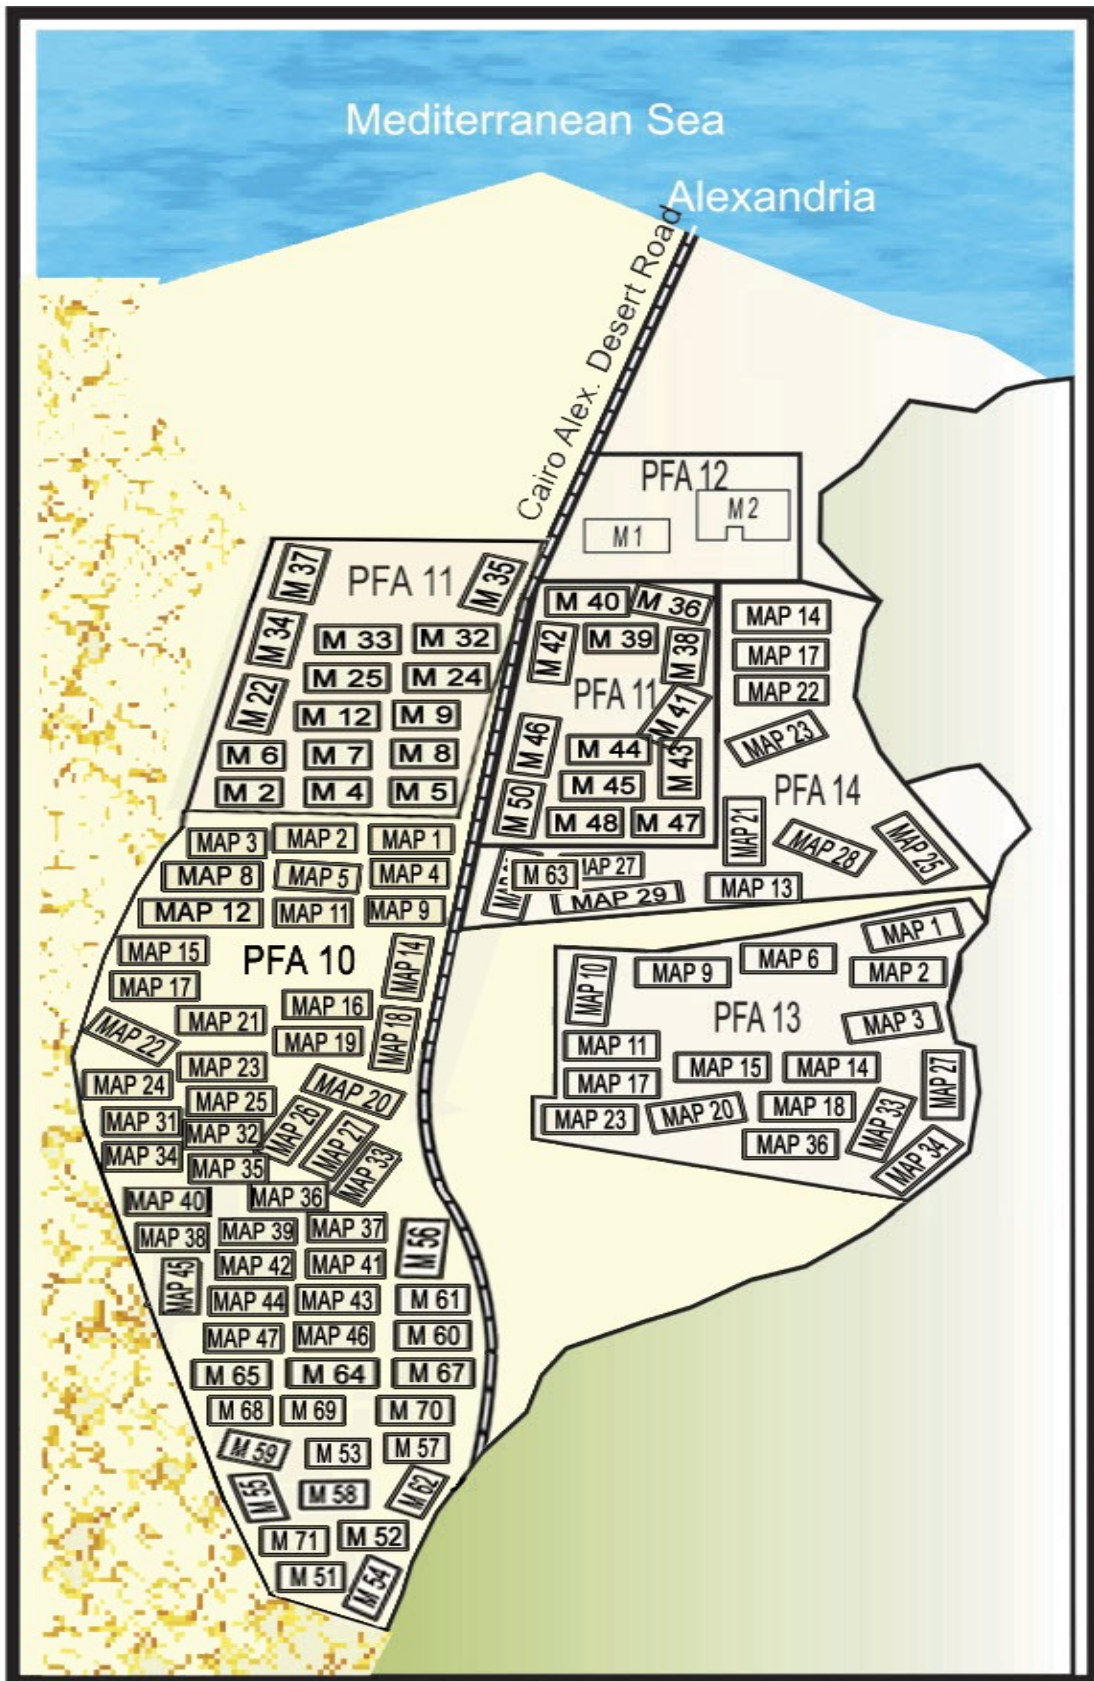 Mediterranean Sea
Alexandria
Cairo Alex. Desert Road
PFA 12
M 1
M 2
PFA 11
M 37
M 35
M 34
M 33
M 32
M 25
M 24
M 22
M 12
M 9
M 6
M 7
M 8
M 2
M 4
M 5
M 40
M 36
M 42
M 39
M 38
PFA 11
M 41
M 46
M 44
M 43
M 45
M 50
M 48
M 47
MAP 14
MAP 17
MAP 22
MAP 23
PFA 14
MAP 21
MAP 28
MAP 25
MAP
M 63
MAP 27
MAP 29
MAP 13
MAP 3
MAP 2
MAP 1
MAP 8
MAP 5
MAP 4
MAP 12
MAP 11
MAP 9
MAP 15
PFA 10
MAP 14
MAP 17
MAP 16
MAP 21
MAP 18
MAP 22
MAP 19
MAP 23
MAP 24
MAP 20
MAP 25
MAP 31
MAP 26
MAP 27
MAP 32
MAP 34
MAP 35
MAP 33
MAP 40
MAP 36
MAP 38
MAP 39
MAP 37
M 56
MAP 45
MAP 42
MAP 41
MAP 44
MAP 43
M 61
MAP 47
MAP 46
M 60
M 65
M 64
M 67
M 68
M 69
M 70
M 59
M 53
M 57
M 55
M 58
M 62
M 71
M 52
M 51
M 54
MAP 1
MAP 10
MAP 9
MAP 6
MAP 2
PFA 13
MAP 3
MAP 11
MAP 15
MAP 14
MAP 27
MAP 17
MAP 23
MAP 20
MAP 18
MAP 33
MAP 36
MAP 34